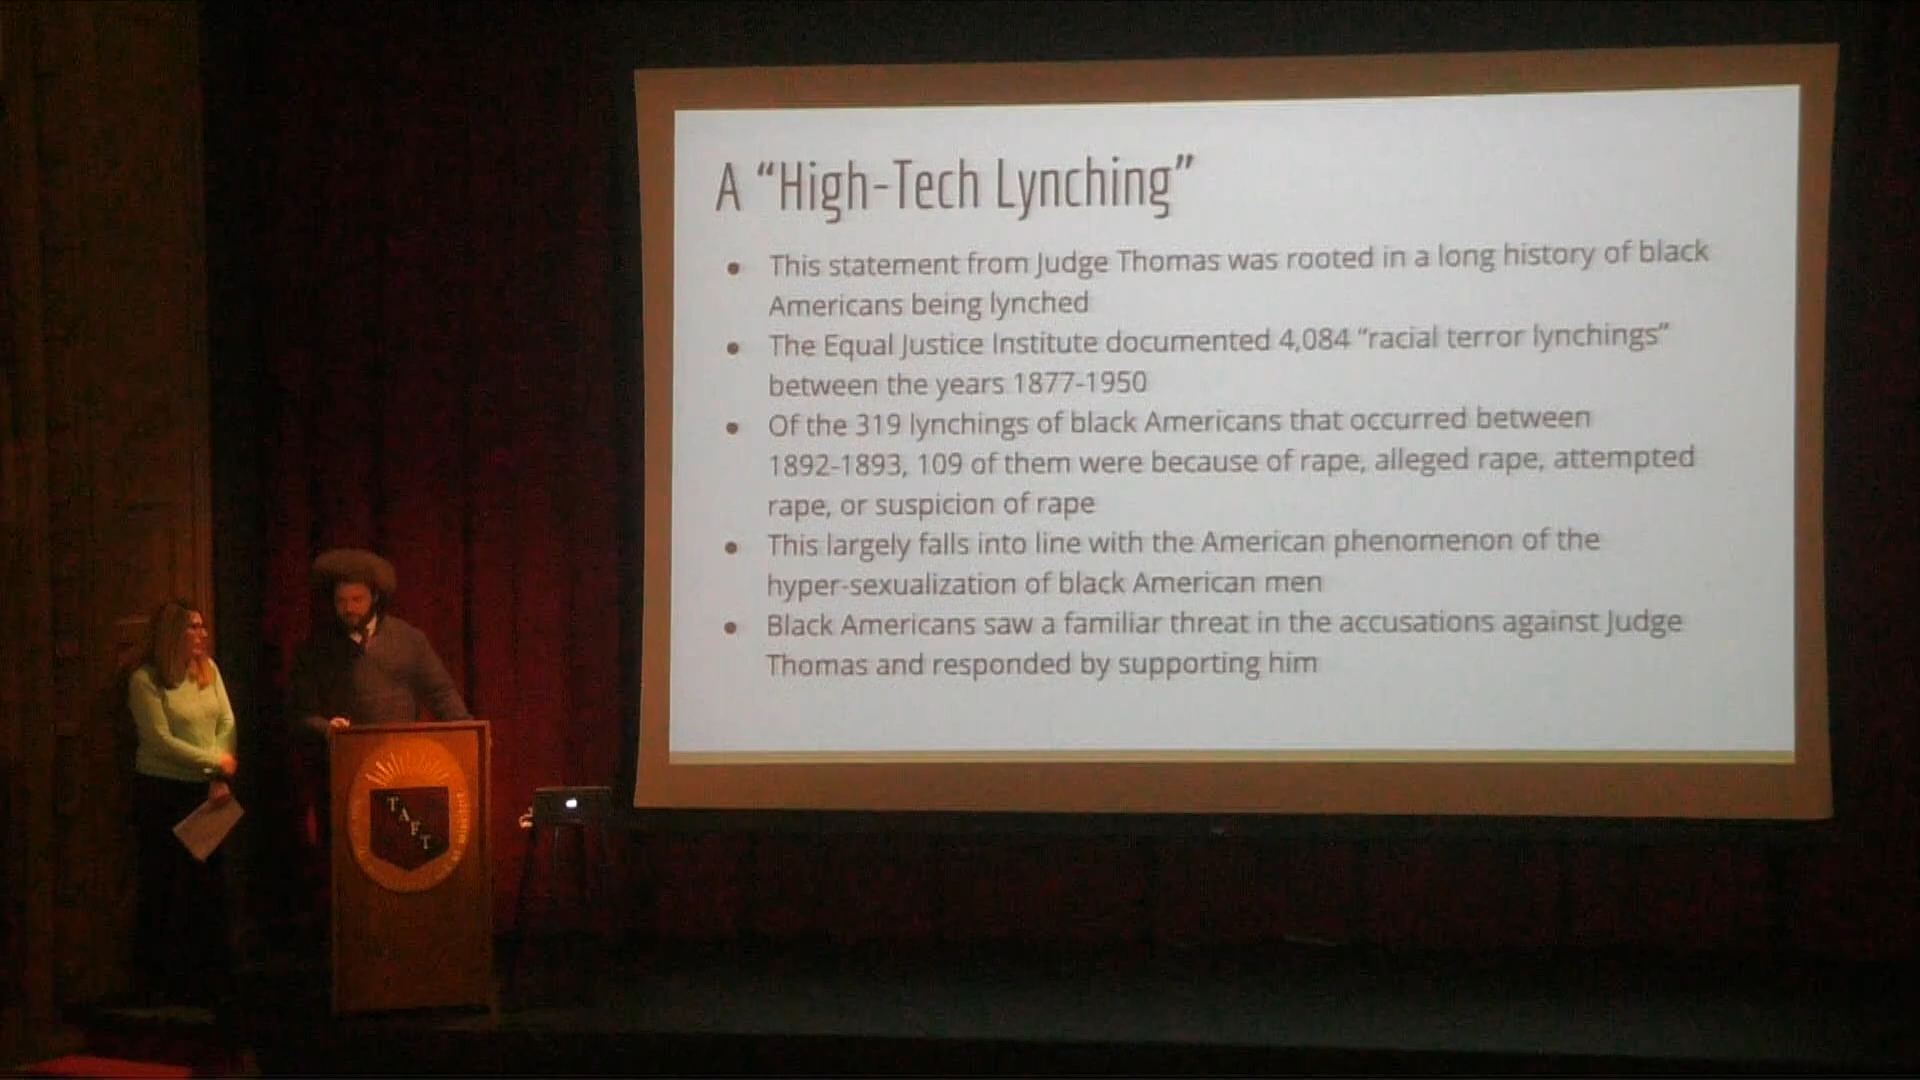 A “High-Tech Lynching”
● This statement from Judge Thomas was rooted in a long history of black
Americans being lynched
● The Equal Justice Institute documented 4,084 “racial terror lynchings”
between the years 1877-1950
● Of the 319 lynchings of black Americans that occurred between
1892-1893, 109 of them were because of rape, alleged rape, attempted
rape, or suspicion of rape
● This largely falls into line with the American phenomenon of the
hyper-sexualization of black American men
● Black Americans saw a familiar threat in the accusations against Judge
Thomas and responded by supporting him
TAFT